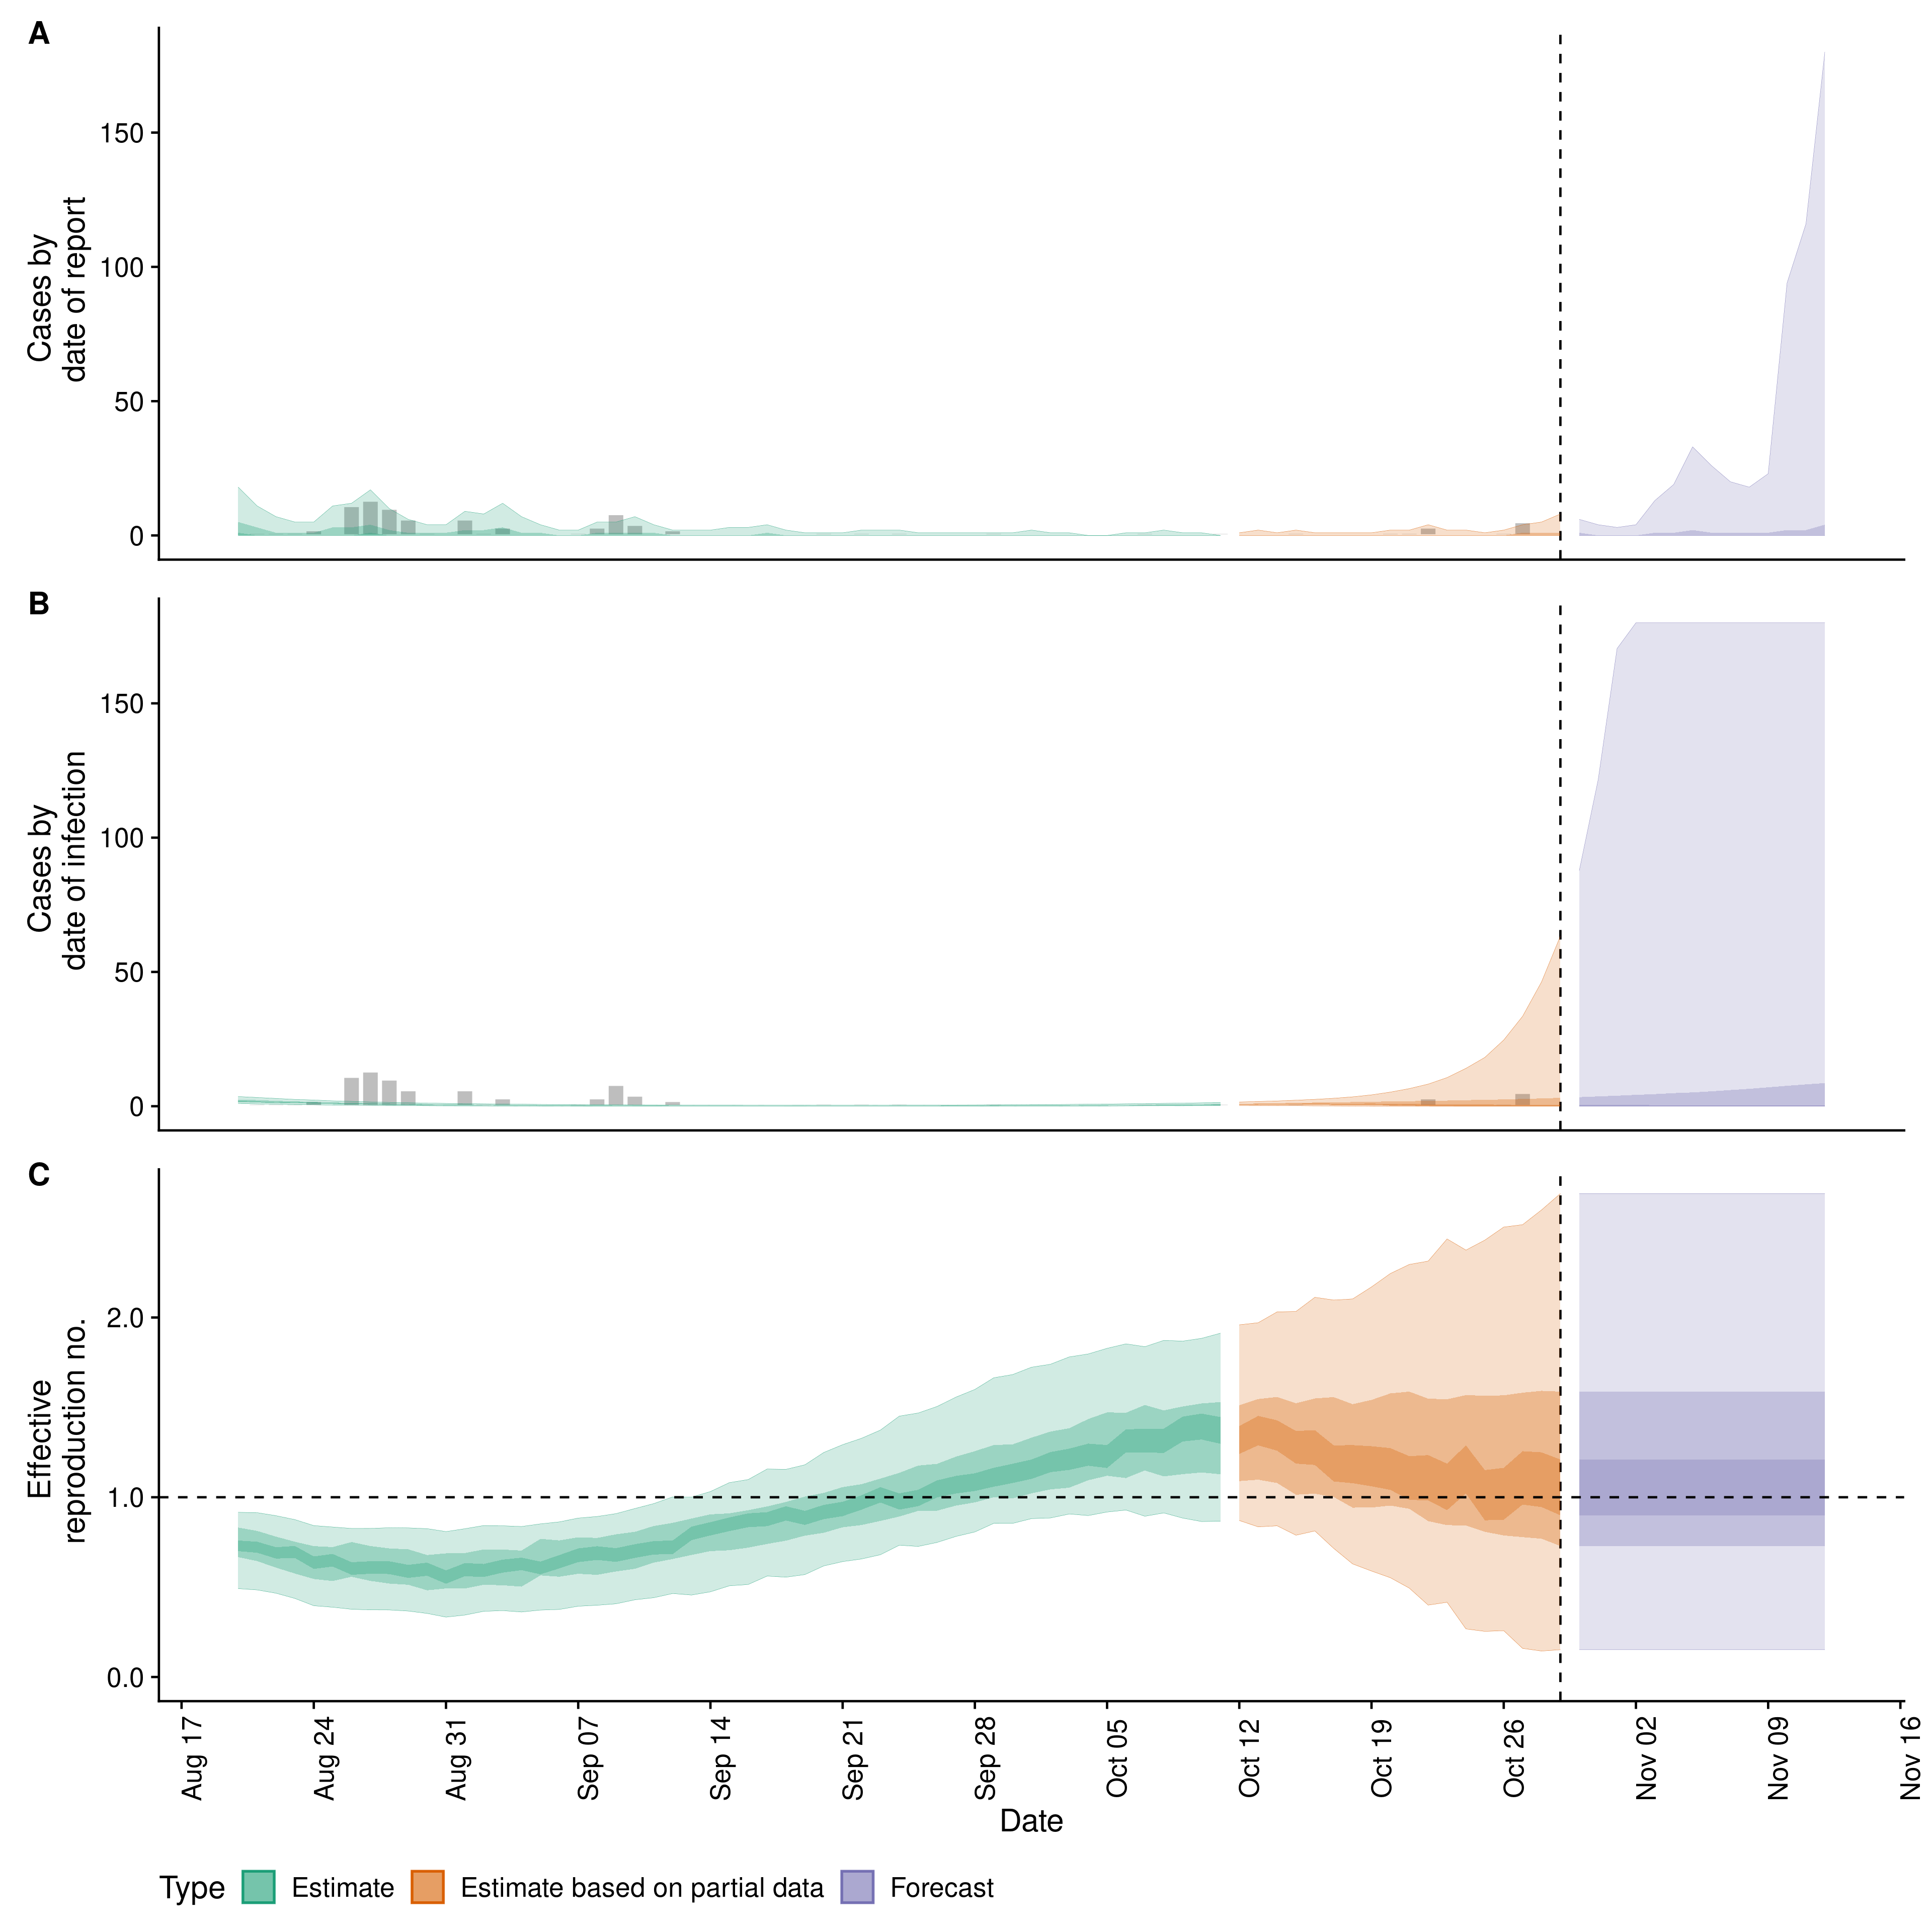 A
Cases by
date of report
150
100
50
0
B
Cases by
date of infection
150
100
50
0
C
Effective
reproduction no.
2.0
1.0
0.0
Aug 17
Aug 24
Aug 31
Sep 07
Sep 14
Sep 21
Sep 28
Oct 05
Oct 12
Oct 19
Oct 26
Nov 02
Nov 09
Nov 16
Date
Type Estimate Estimate based on partial data Forecast